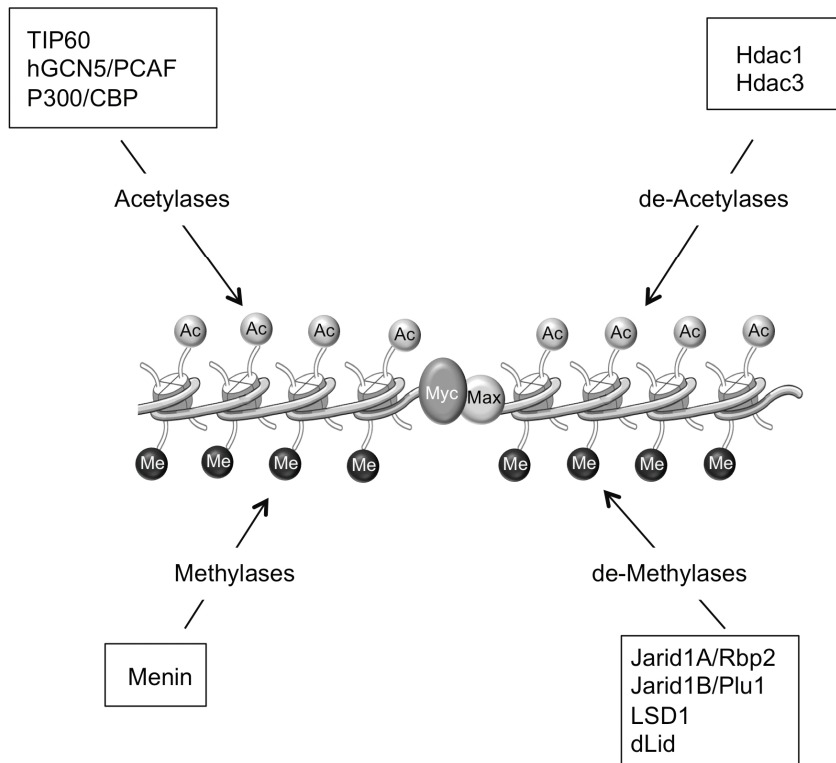 TIP60
hGCN5/PCAF
P300/CBP
Hdac1
Hdac3
Acetylases
de-Acetylases
Ac Ac Ac Ac Ac Ac Ac Ac
Myc Max
Me Me Me Me Me Me Me Me
Methylases
de-Methylases
Menin
Jarid1A/Rbp2
Jarid1B/Plu1
LSD1
dLid